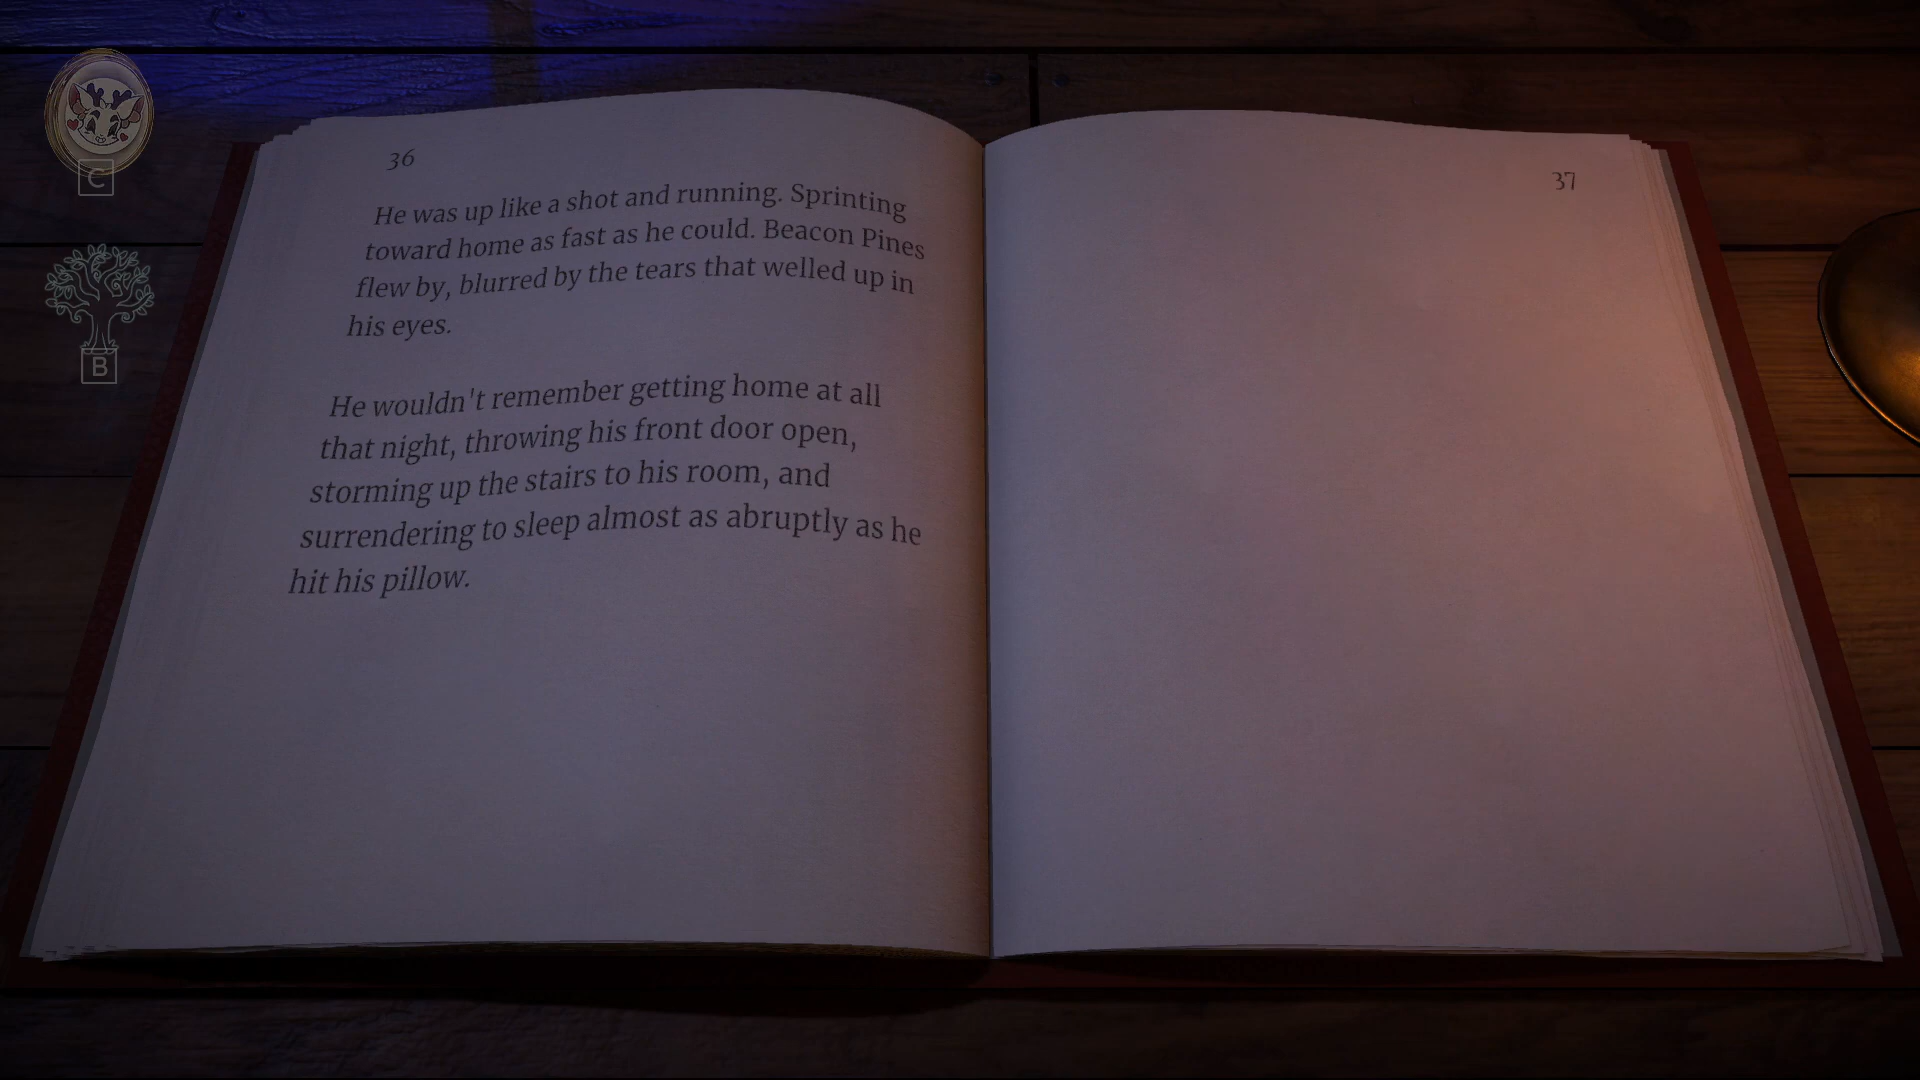 36
He was up like a shot and running. Sprinting
toward home as fast as he could. Beacon Pines
flew by, blurred by the tears that welled up in
his eyes.
He wouldn't remember getting home at all
that night, throwing his front door open,
storming up the stairs to his room, and
surrendering to sleep almost as abruptly as he
hit his pillow.
37
C
B